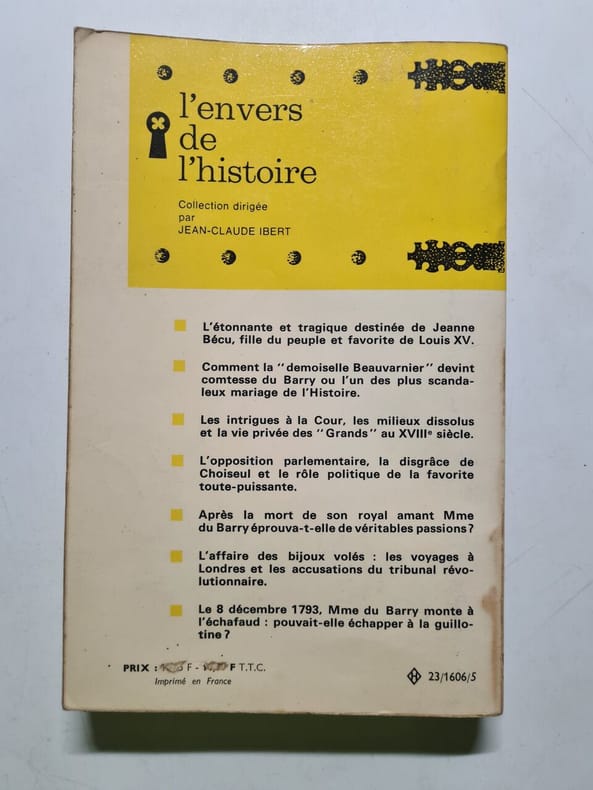 l'envers
de
l'histoire
Collection dirigée
par
JEAN-CLAUDE IBERT
L'étonnante et tragique destinée de Jeanne
Bécu, fille du peuple et favorite de Louis XV.
Comment la "demoiselle Beauvarnier" devint
comtesse du Barry ou l'un des plus scanda-
leux mariage de l'Histoire.
Les intrigues à la Cour, les milieux dissolus
et la vie privée des "Grands" au XVIIIe siècle.
L'opposition parlementaire, la disgrâce de
Choiseul et le rôle politique de la favorite
toute-puissante.
Après la mort de son royal amant Mme
du Barry éprouva-t-elle de véritables passions?
L'affaire des bijoux volés : les voyages à
Londres et les accusations du tribunal révo-
lutionnaire.
Le 8 décembre 1793, Mme du Barry monte à
l'échafaud : pouvait-elle échapper à la guillo-
tine?
PRIX : F - F T.T.C.
Imprimé en France
H 23/1606/5